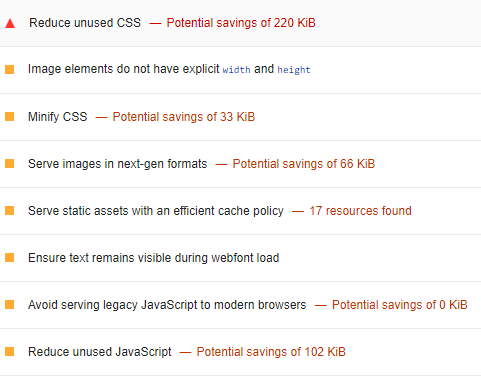 Reduce unused CSS — Potential savings of 220 KiB
Image elements do not have explicit width and height
Minify CSS — Potential savings of 33 KiB
Serve images in next-gen formats — Potential savings of 66 KiB
Serve static assets with an efficient cache policy — 17 resources found
Ensure text remains visible during webfont load
Avoid serving legacy JavaScript to modern browsers — Potential savings of 0 KiB
Reduce unused JavaScript — Potential savings of 102 KiB